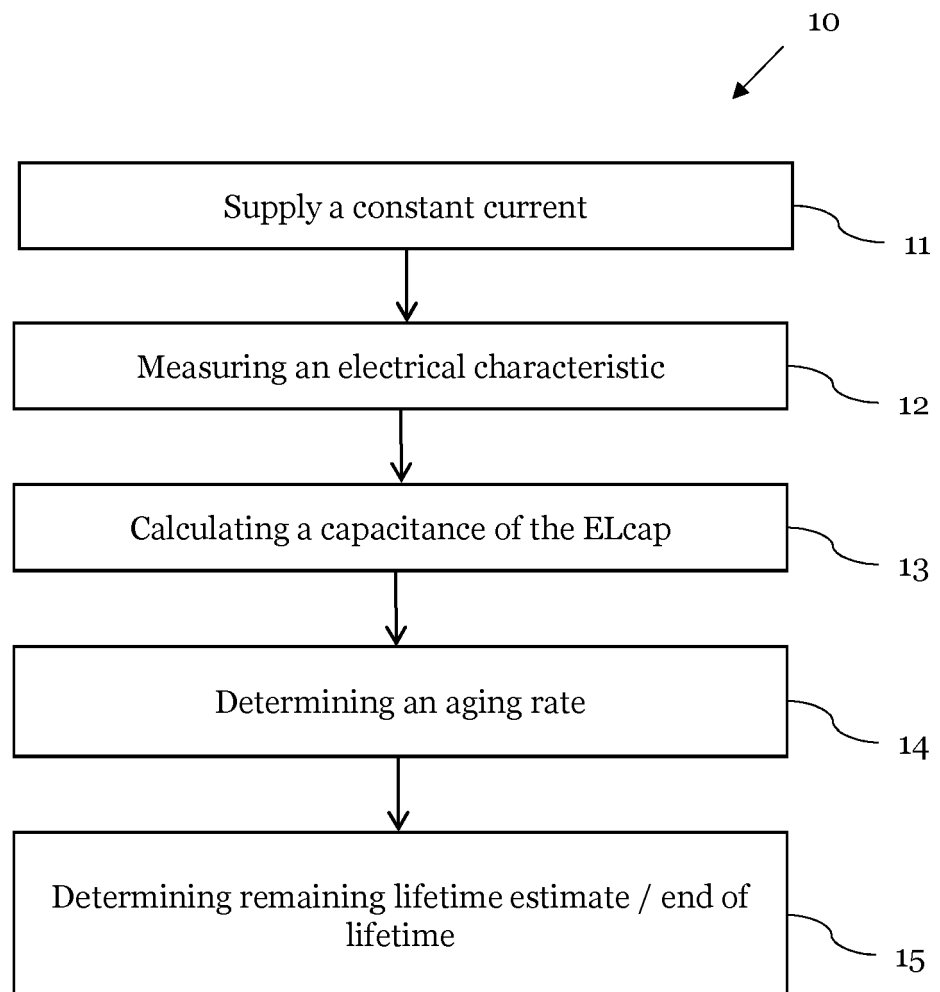 10
Supply a constant current
11
Measuring an electrical characteristic
12
Calculating a capacitance of the ELcap
13
Determining an aging rate
14
Determining remaining lifetime estimate / end of
lifetime
15